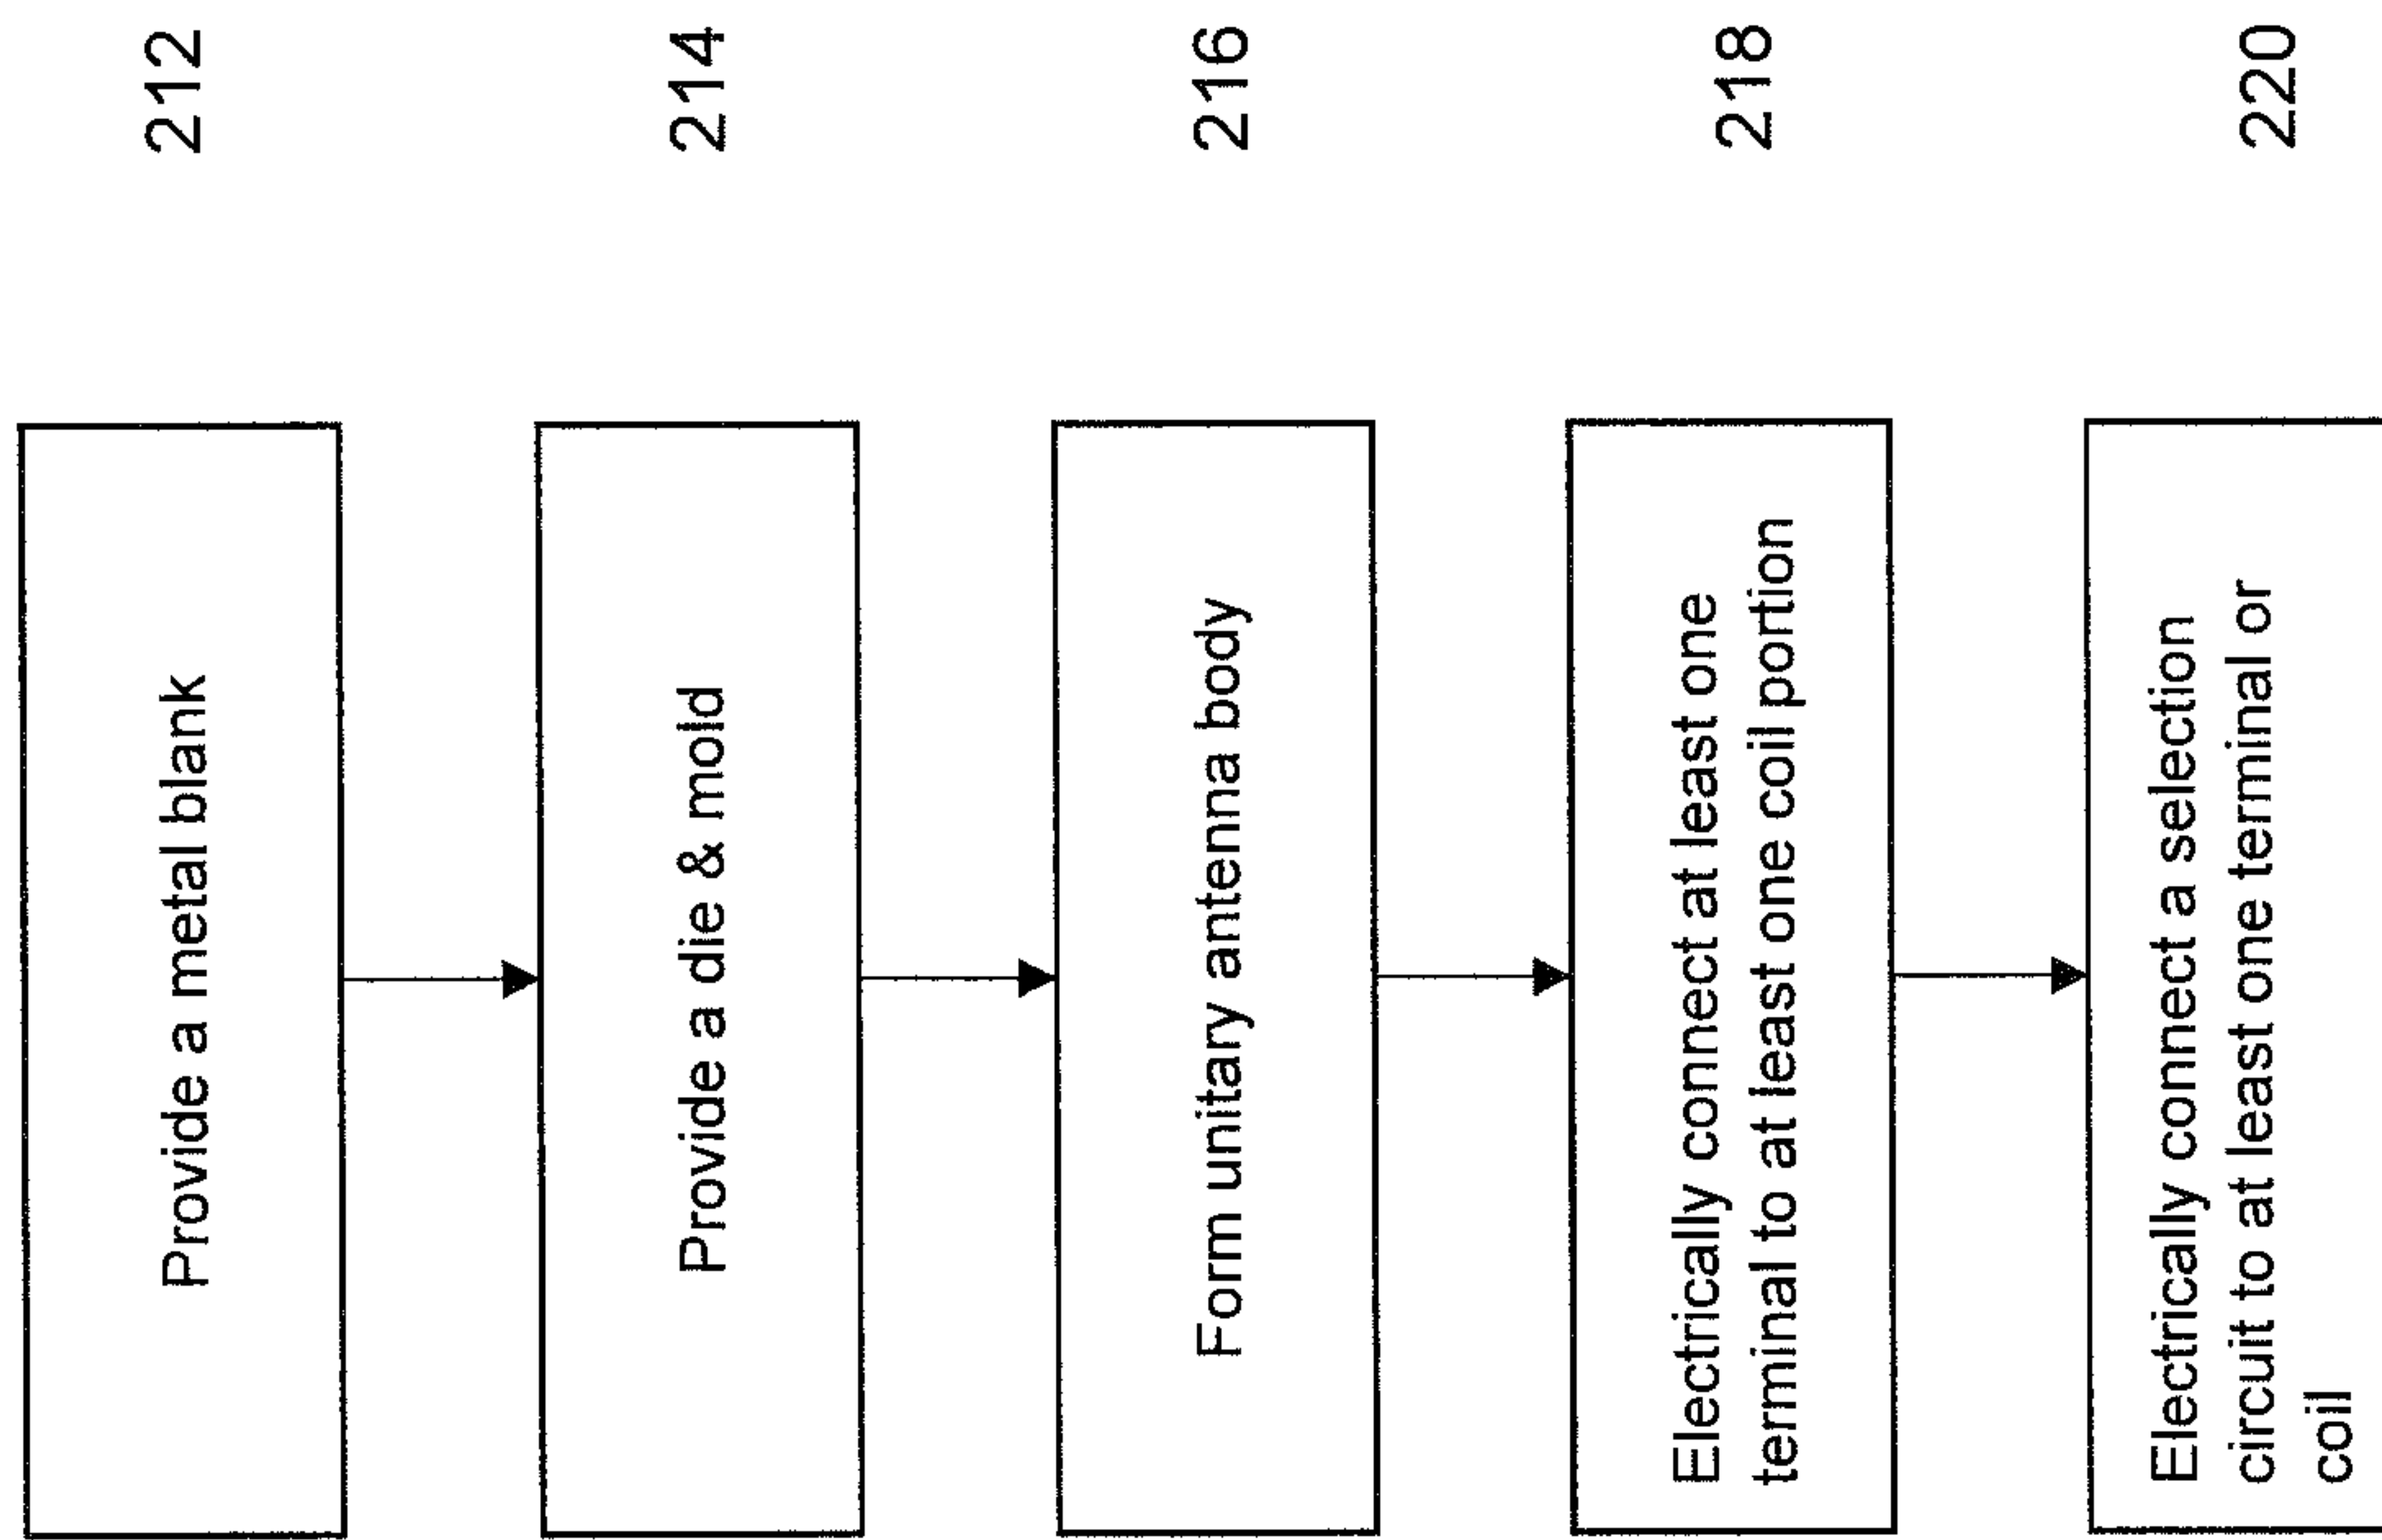 Provide a metal blank
212
Provide a die & mold
214
Form unitary antenna body
216
Electrically connect at least one
terminal to at least one coil portion
218
Electrically connect a selection
circuit to at least one terminal or
coil
220